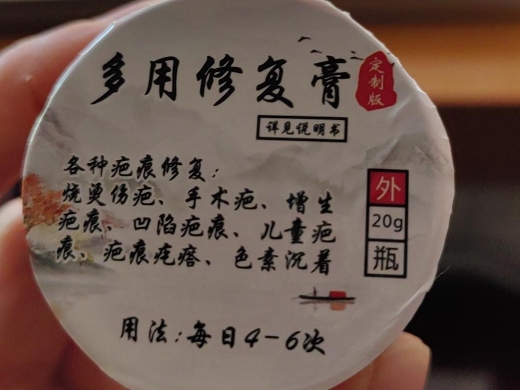 多用修复膏
定制版
详见说明书
各种疤痕修复:
烧烫伤疤、手术疤、增生
疤痕、凹陷疤痕、儿童疤
痕、疤痕疙瘩、色素沉着
外
20g
瓶
用法:每日4-6次